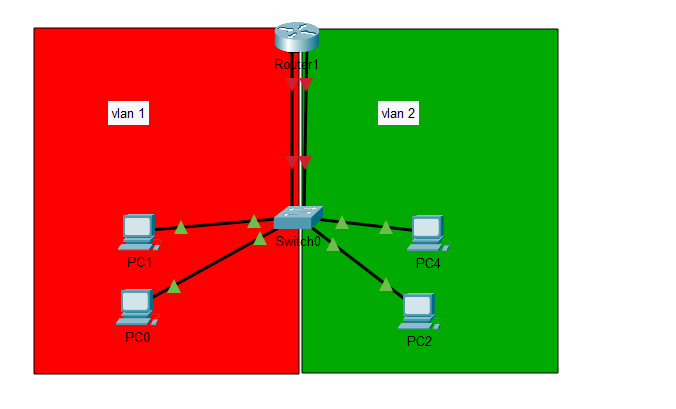 Router1
vlan 1
vlan 2
Switch0
PC1
PC4
PC0
PC2